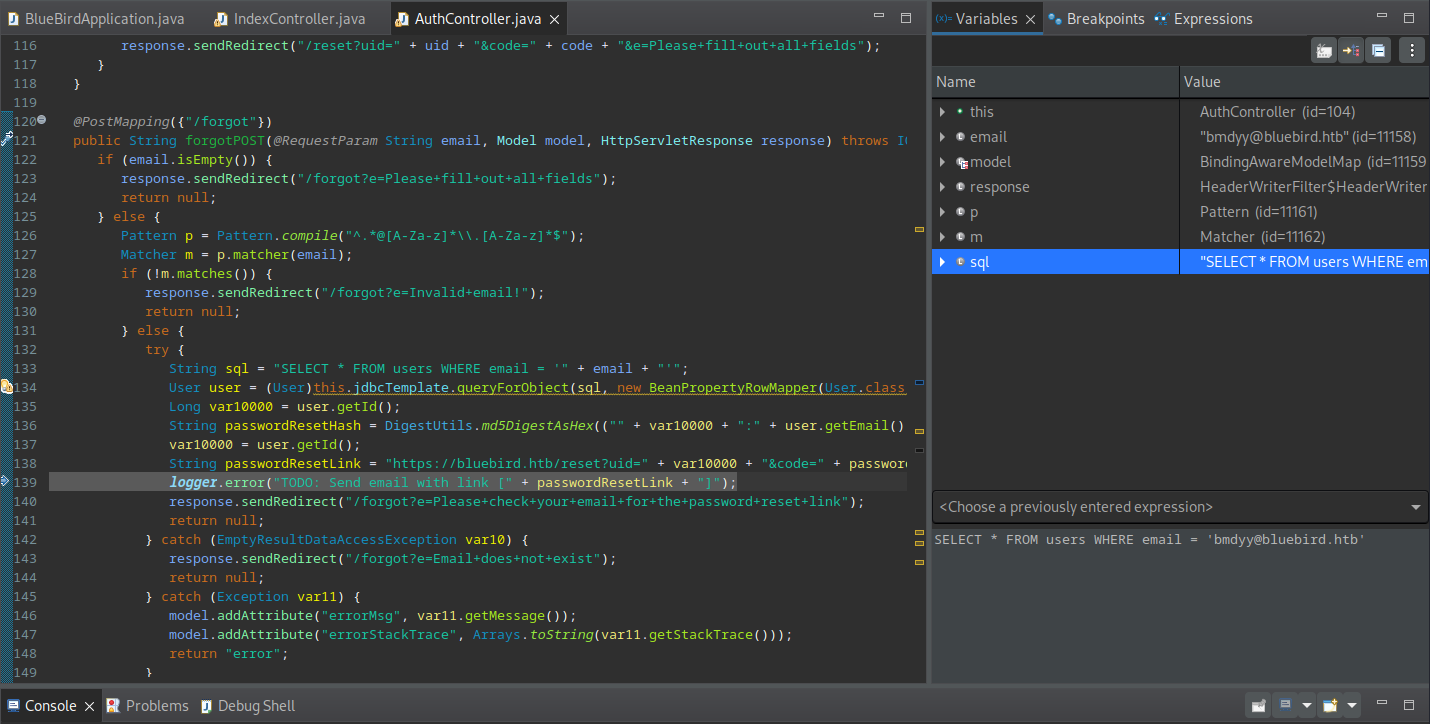 BlueBirdApplication.java IndexController.java AuthController.java
116 response.sendRedirect("/reset?uid=" + uid + "&code=" + code + "&e=Please+fill+out+all+fields");
117 }
118 }
119
120 @PostMapping({"/forgot"})
121 public String forgotPOST(@RequestParam String email, Model model, HttpServletResponse response) throws IO
122 if (email.isEmpty()) {
123 response.sendRedirect("/forgot?e=Please+fill+out+all+fields");
124 return null;
125 } else {
126 Pattern p = Pattern.compile("^.*@[A-Za-z]*\\.[A-Za-z]*$");
127 Matcher m = p.matcher(email);
128 if (!m.matches()) {
129 response.sendRedirect("/forgot?e=Invalid+email!");
130 return null;
131 } else {
132 try {
133 String sql = "SELECT * FROM users WHERE email = '" + email + "'";
134 User user = (User)this.jdbcTemplate.queryForObject(sql, new BeanPropertyRowMapper(User.class
135 Long var10000 = user.getId();
136 String passwordResetHash = DigestUtils.md5DigestAsHex(("" + var10000 + ":" + user.getEmail()
137 var10000 = user.getId();
138 String passwordResetLink = "https://bluebird.htb/reset?uid=" + var10000 + "&code=" + passwor
139 logger.error("TODO: Send email with link [" + passwordResetLink + "]");
140 response.sendRedirect("/forgot?e=Please+check+your+email+for+the+password+reset+link");
141 return null;
142 } catch (EmptyResultDataAccessException var10) {
143 response.sendRedirect("/forgot?e=Email+does+not+exist");
144 return null;
145 } catch (Exception var11) {
146 model.addAttribute("errorMsg", var11.getMessage());
147 model.addAttribute("errorStackTrace", Arrays.toString(var11.getStackTrace()));
148 return "error";
149 }
(x)= Variables Breakpoints Expressions
Name Value
this AuthController (id=104)
email "bmdyy@bluebird.htb" (id=11158)
model BindingAwareModelMap (id=11159
response HeaderWriterFilter$HeaderWriter
p Pattern (id=11161)
m Matcher (id=11162)
sql "SELECT * FROM users WHERE em
<Choose a previously entered expression>
SELECT * FROM users WHERE email = 'bmdyy@bluebird.htb'
Console Problems Debug Shell